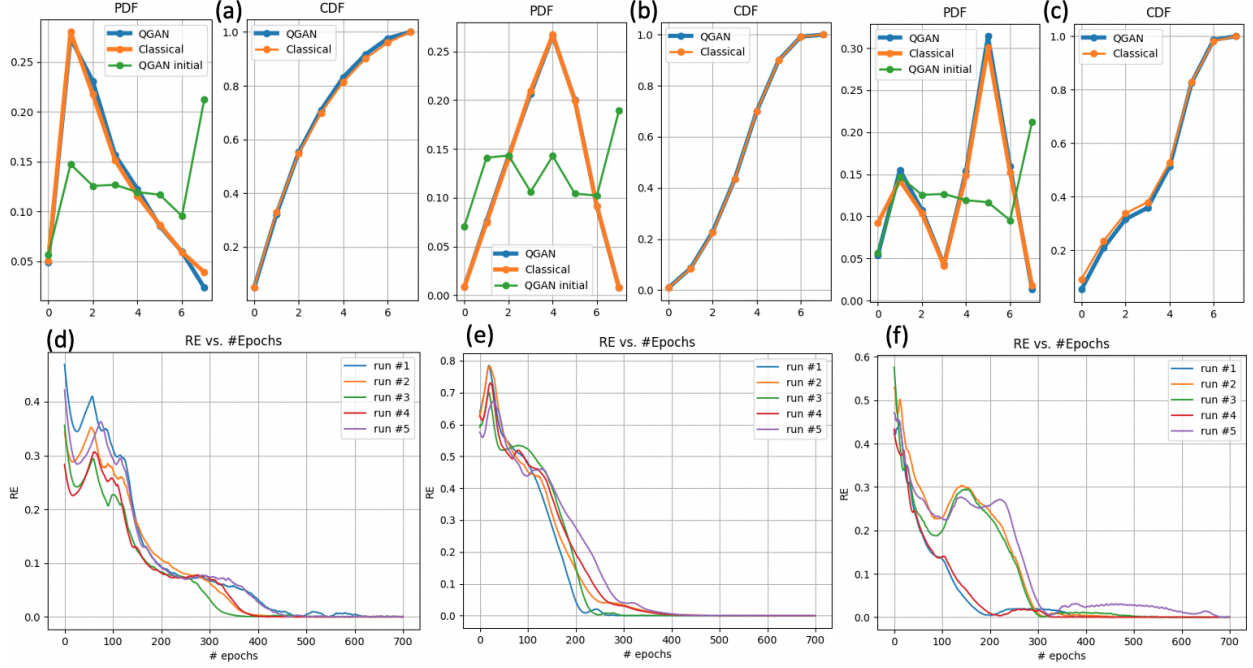 PDF
(a)
CDF
PDF
(b)
CDF
PDF
(c)
CDF
QGAN
Classical
QGAN initial
0.25
0.20
0.15
0.10
0.05
0 2 4 6
QGAN
Classical
1.0
0.8
0.6
0.4
0.2
0 2 4 6
QGAN
Classical
QGAN initial
0.25
0.20
0.15
0.10
0.05
0.00
0 2 4 6
QGAN
Classical
1.0
0.8
0.6
0.4
0.2
0.0
0 2 4 6
QGAN
Classical
QGAN initial
0.30
0.25
0.20
0.15
0.10
0.05
0.00
0 2 4 6
QGAN
Classical
1.0
0.8
0.6
0.4
0.2
0 2 4 6
(d)
RE vs. #Epochs
run #1
run #2
run #3
run #4
run #5
RE
0.4
0.3
0.2
0.1
0.0
0 100 200 300 400 500 600 700
# epochs
(e)
RE vs. #Epochs
run #1
run #2
run #3
run #4
run #5
RE
0.8
0.7
0.6
0.5
0.4
0.3
0.2
0.1
0.0
0 100 200 300 400 500 600 700
# epochs
(f)
RE vs. #Epochs
run #1
run #2
run #3
run #4
run #5
RE
0.6
0.5
0.4
0.3
0.2
0.1
0.0
0 100 200 300 400 500 600 700
# epochs